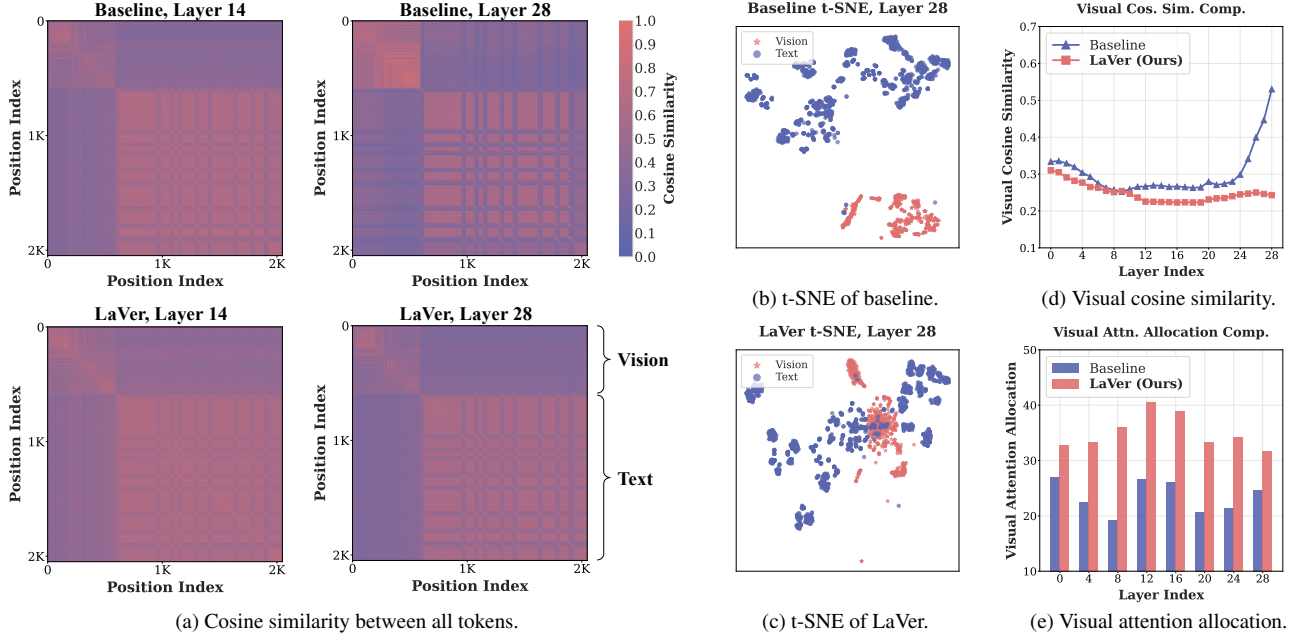 Baseline, Layer 14
0
1K
2K
Position Index
0
1K
2K
Position Index
Baseline, Layer 28
0
1K
2K
0
1K
2K
Position Index
1.0
0.9
0.8
0.7
0.6
0.5
0.4
0.3
0.2
0.1
0.0
Cosine Similarity
LaVer, Layer 14
0
1K
2K
Position Index
0
1K
2K
Position Index
LaVer, Layer 28
0
1K
2K
0
1K
2K
Position Index
Vision
Text
(a) Cosine similarity between all tokens.
Baseline t-SNE, Layer 28
Vision
Text
(b) t-SNE of baseline.
LaVer t-SNE, Layer 28
Vision
Text
(c) t-SNE of LaVer.
Visual Cos. Sim. Comp.
Baseline
LaVer (Ours)
0.7
0.6
0.5
0.4
0.3
0.2
0.1
Visual Cosine Similarity
0 4 8 12 16 20 24 28
Layer Index
(d) Visual cosine similarity.
Visual Attn. Allocation Comp.
Baseline
LaVer (Ours)
50
40
30
20
10
Visual Attention Allocation
0 4 8 12 16 20 24 28
Layer Index
(e) Visual attention allocation.